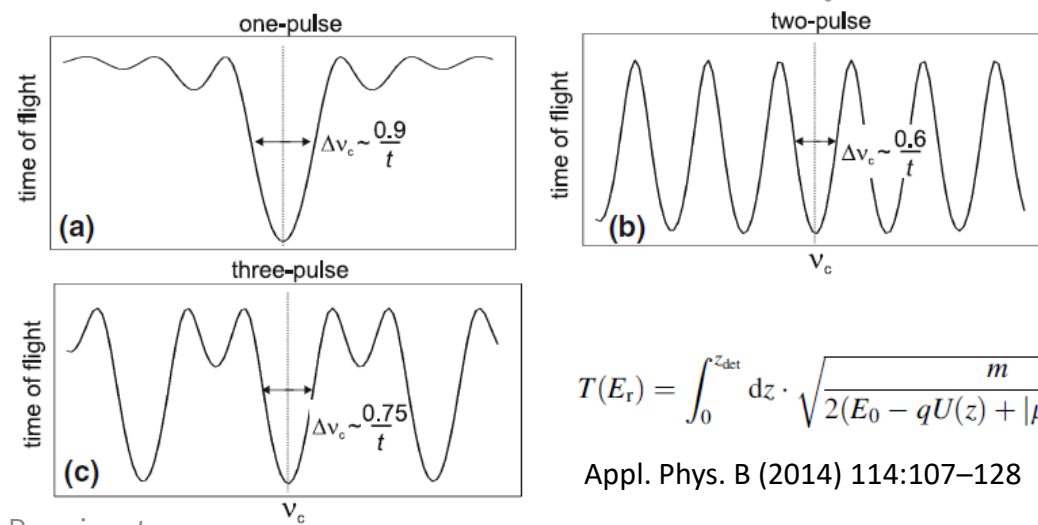 one-pulse
time of flight
Δν_c ~ 0.9/t
(a)
two-pulse
time of flight
Δν_c ~ 0.6/t
(b)
ν_c
three-pulse
time of flight
Δν_c ~ 0.75/t
(c)
ν_c
T(E_r) = ∫_0^{z_det} dz · √(m / 2(E_0 − qU(z) + |
Appl. Phys. B (2014) 114:107–128